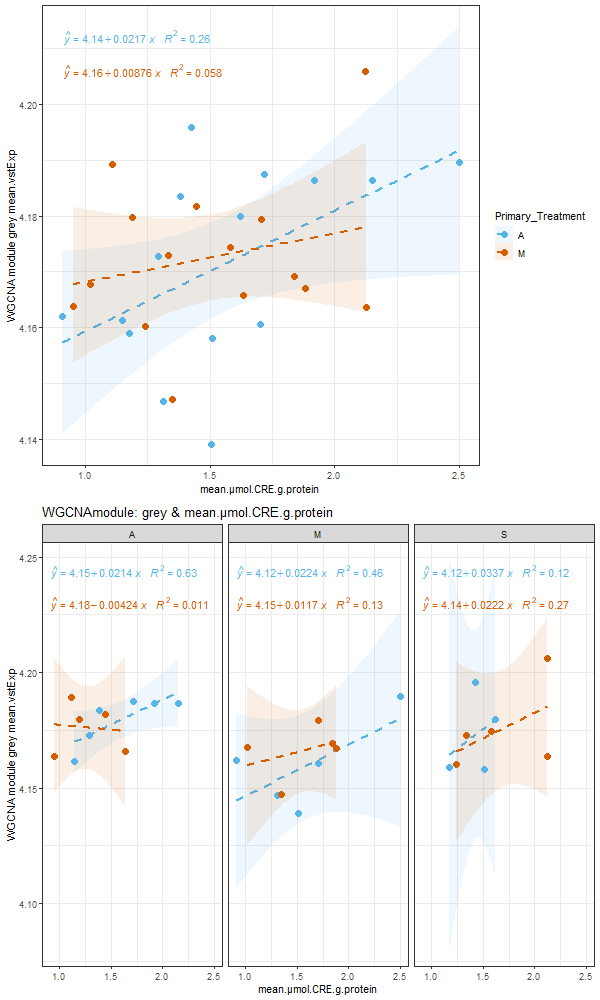 ŷ = 4.14 + 0.0217 x   R² = 0.26
ŷ = 4.16 + 0.00876 x   R² = 0.058
4.20
4.18
4.16
4.14
WGCNA module grey mean.vstExp
1.0 1.5 2.0 2.5
mean.µmol.CRE.g.protein
Primary_Treatment
A
M
WGCNAmodule: grey & mean.µmol.CRE.g.protein
A M S
ŷ = 4.15 + 0.0214 x   R² = 0.63
ŷ = 4.18 − 0.00424 x   R² = 0.011
ŷ = 4.12 + 0.0224 x   R² = 0.46
ŷ = 4.15 + 0.0117 x   R² = 0.13
ŷ = 4.12 + 0.0337 x   R² = 0.12
ŷ = 4.14 + 0.0222 x   R² = 0.27
4.25
4.20
4.15
4.10
WGCNA module grey mean.vstExp
1.0 1.5 2.0 2.5 1.0 1.5 2.0 2.5 1.0 1.5 2.0 2.5
mean.µmol.CRE.g.protein